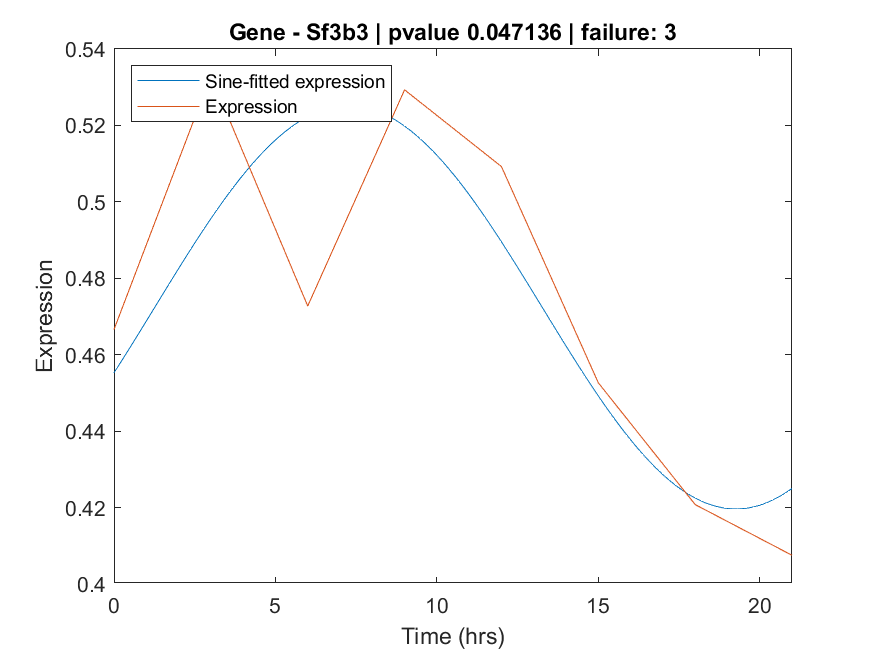 Gene - Sf3b3 | pvalue 0.047136 | failure: 3
0.54
Sine-fitted expression
Expression
0.52
0.5
0.48
0.46
0.44
0.42
0.4
Expression
0 5 10 15 20
Time (hrs)